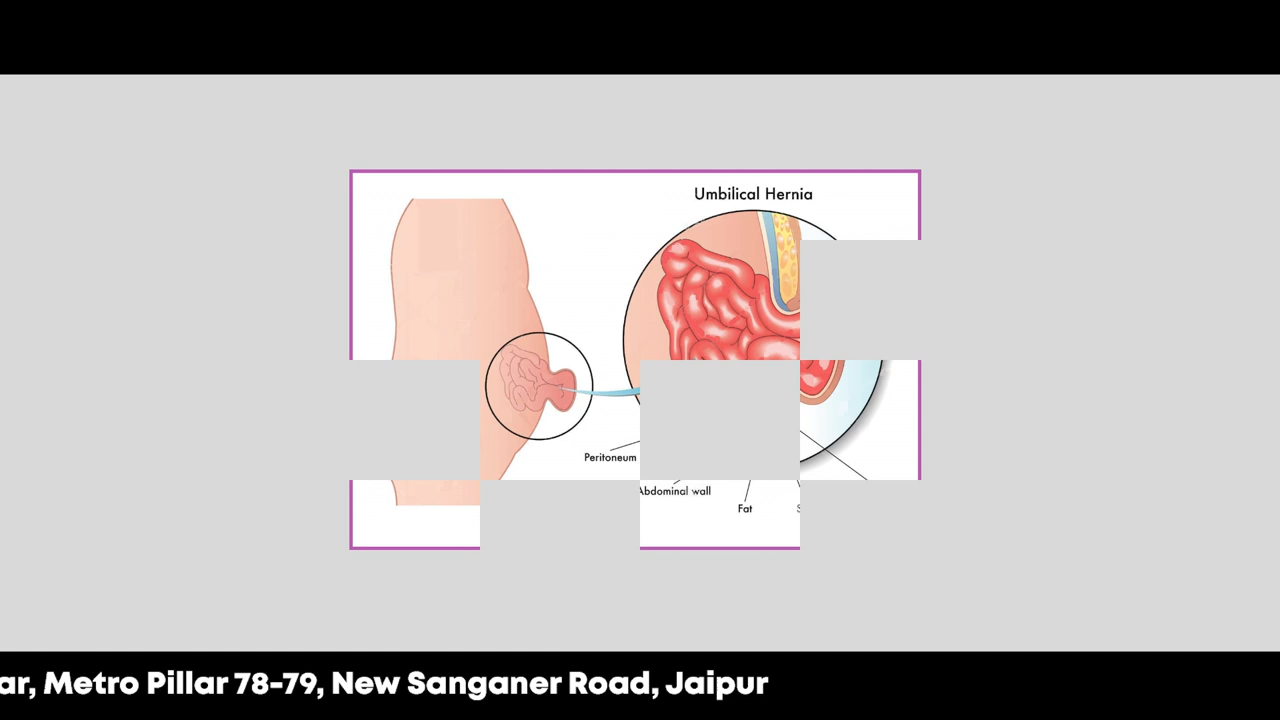 Umbilical Hernia
Peritoneum
Abdominal wall
Fat
ar, Metro Pillar 78-79, New Sanganer Road, Jaipur